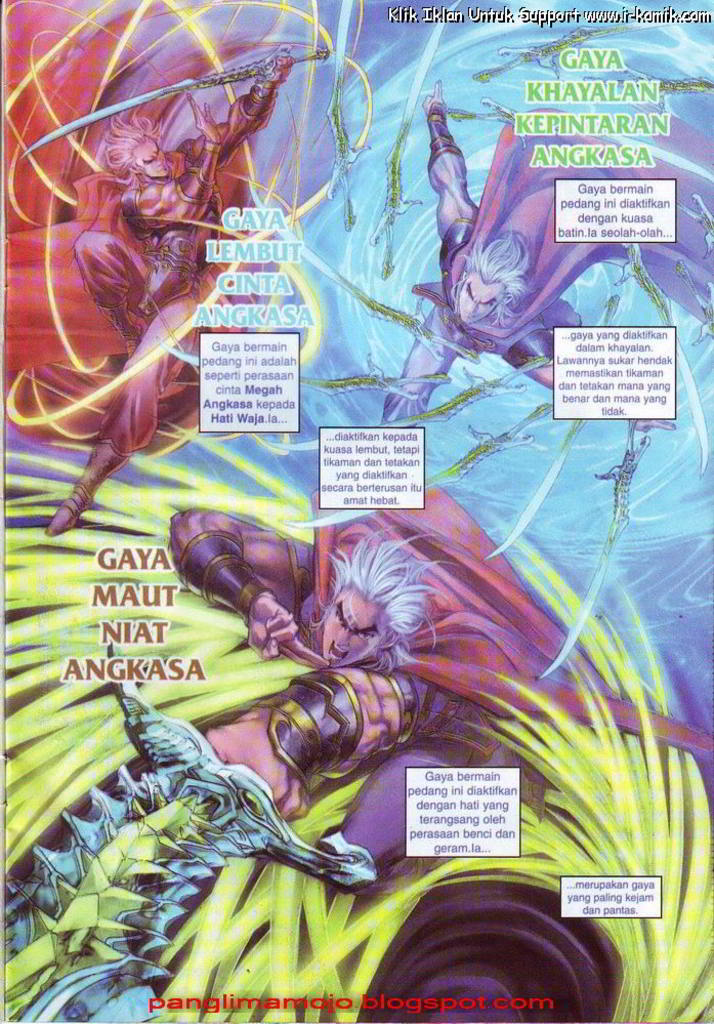 Klik Iklan Untuk Support www.i-komik.com
GAYA
LEMBUT
CINTA
ANGKASA
Gaya bermain
pedang ini adalah
seperti perasaan
cinta Megah
Angkasa kepada
Hati Waja.Ia...
...diaktifkan kepada
kuasa lembut, tetapi
tikaman dan tetakan
yang diaktifkan
secara berterusan itu
amat hebat.
GAYA
KHAYALAN
KEPINTARAN
ANGKASA
Gaya bermain
pedang ini diaktifkan
dengan kuasa
batin.Ia seolah-olah...
...gaya yang diaktifkan
dalam khayalan.
Lawannya sukar hendak
memastikan tikaman
dan tetakan mana yang
benar dan mana yang
tidak.
GAYA
MAUT
NIAT
ANGKASA
Gaya bermain
pedang ini diaktifkan
dengan hati yang
terangsang oleh
perasaan benci dan
geram.Ia...
...merupakan gaya
yang paling kejam
dan pantas.
panglimamojo.blogspot.com